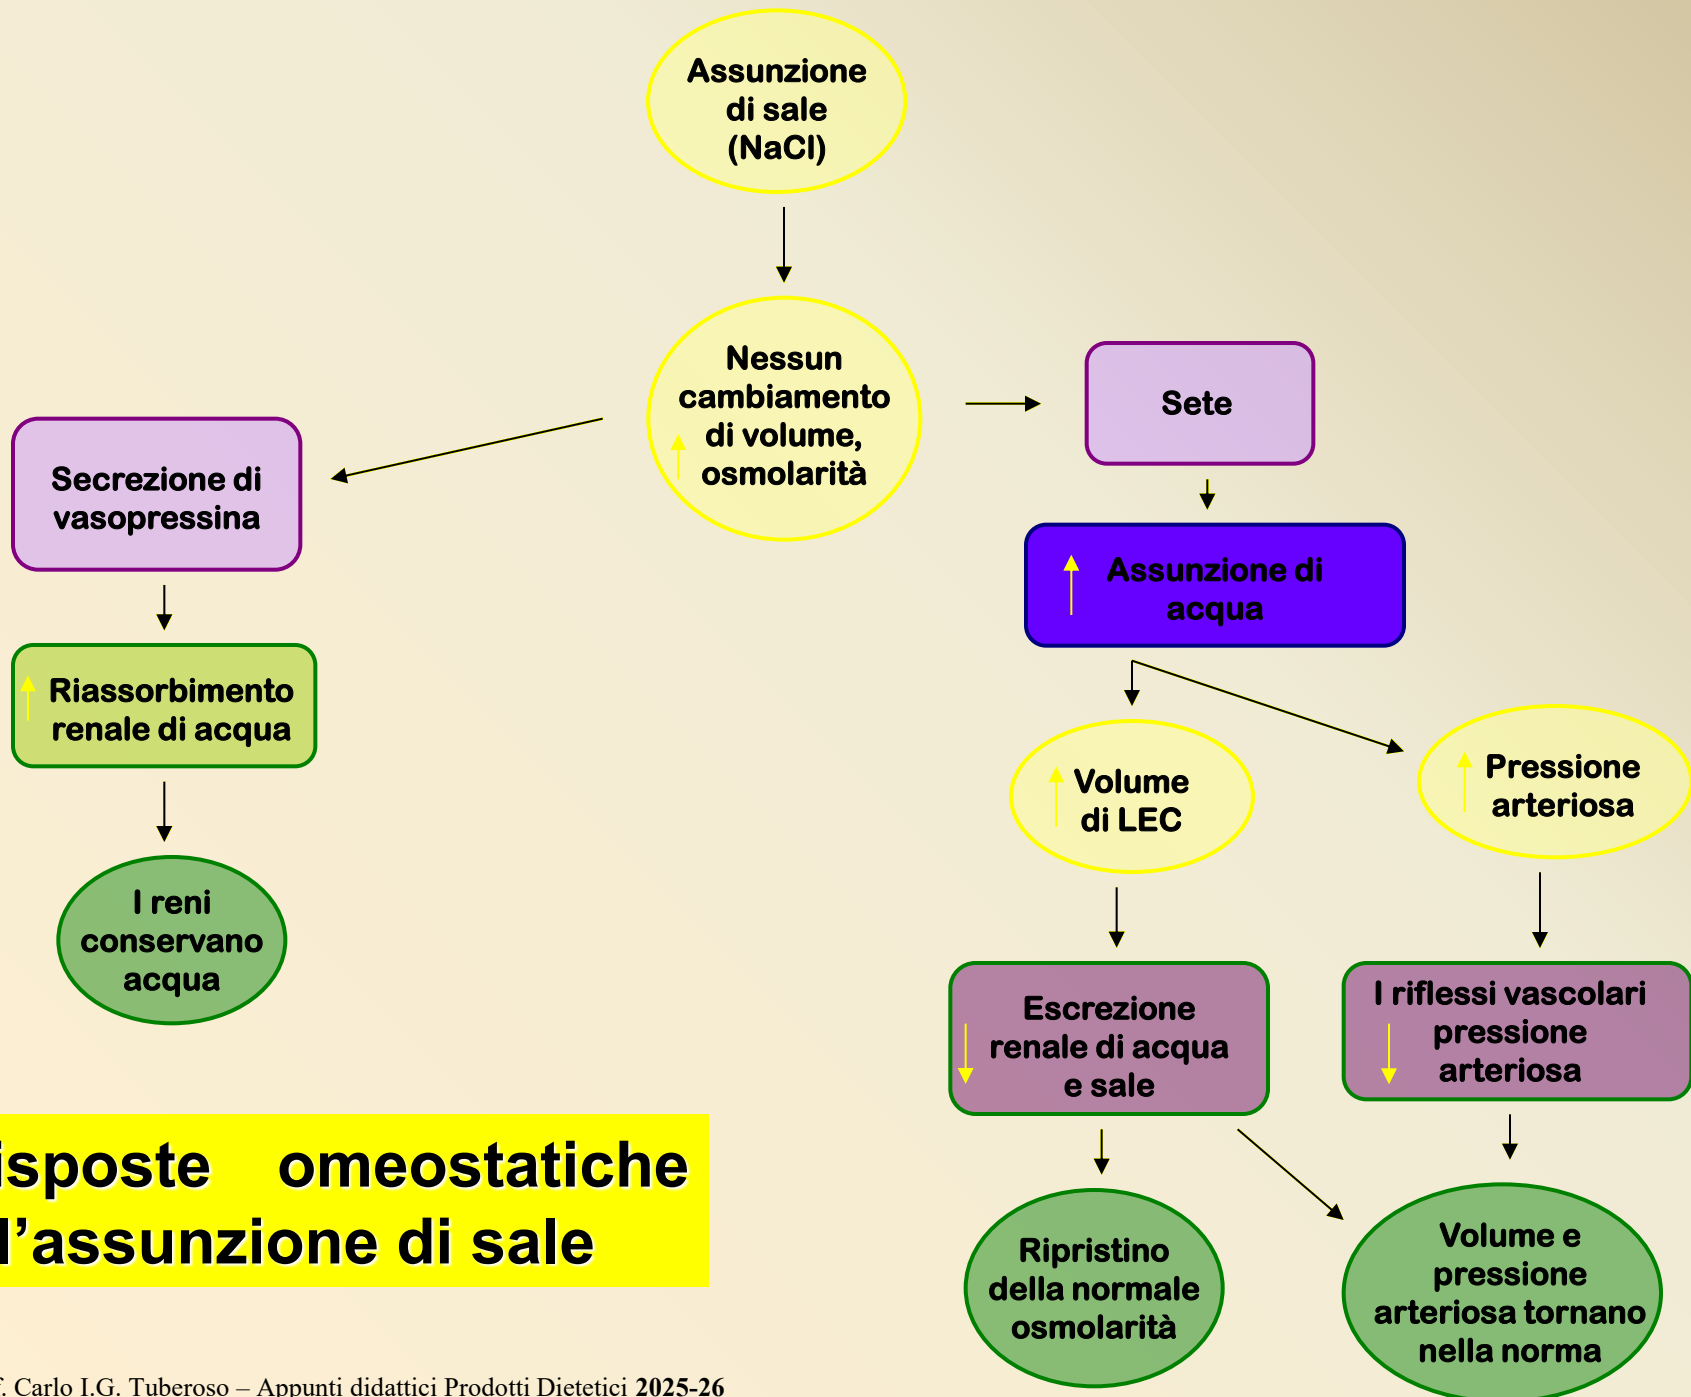 Assunzione
di sale
(NaCl)
Nessun
cambiamento
di volume,
osmolarità
Sete
Secrezione di
vasopressina
Assunzione di
acqua
Riassorbimento
renale di acqua
Volume
di LEC
Pressione
arteriosa
I reni
conservano
acqua
Escrezione
renale di acqua
e sale
I riflessi vascolari
pressione
arteriosa
isposte omeostatiche
l’assunzione di sale
Ripristino
della normale
osmolarità
Volume e
pressione
arteriosa tornano
nella norma
f. Carlo I.G. Tuberoso – Appunti didattici Prodotti Dietetici 2025-26